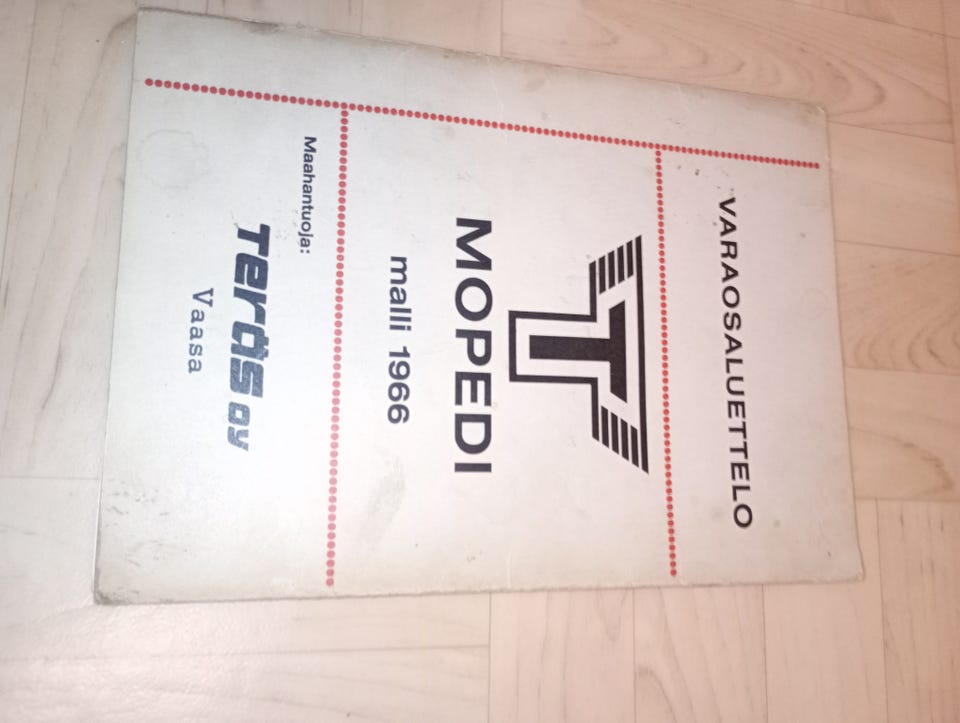 VARAOSALUETTELO
T
MOPEDI
malli 1966
Maahantuoja:
Teräs oy
Vaasa